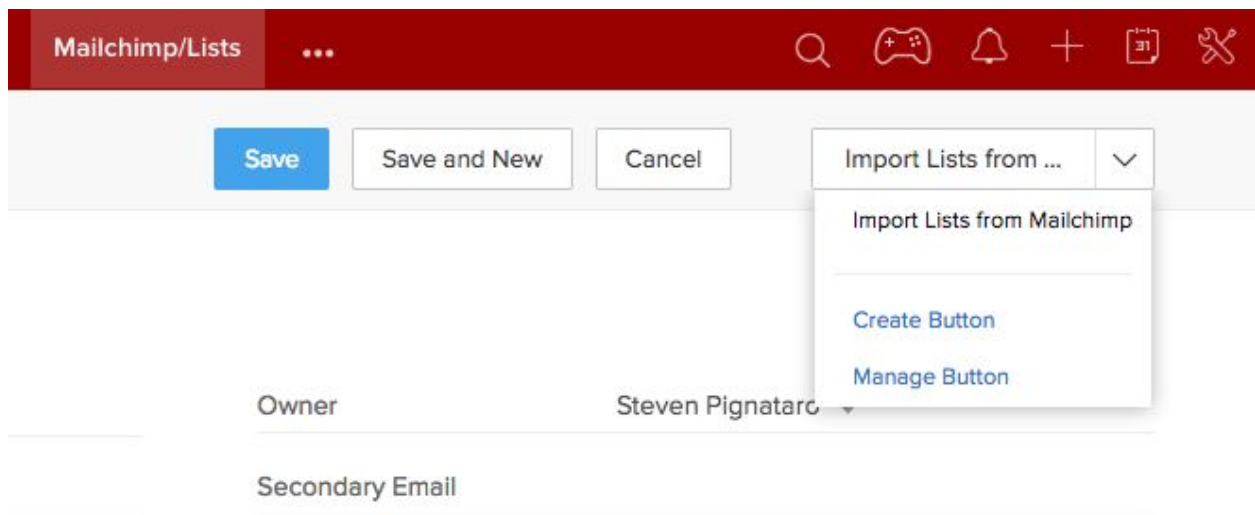 Mailchimp/Lists ...
31
Save Save and New Cancel Import Lists from ...
Import Lists from Mailchimp
Create Button
Manage Button
Owner Steven Pignataro
Secondary Email